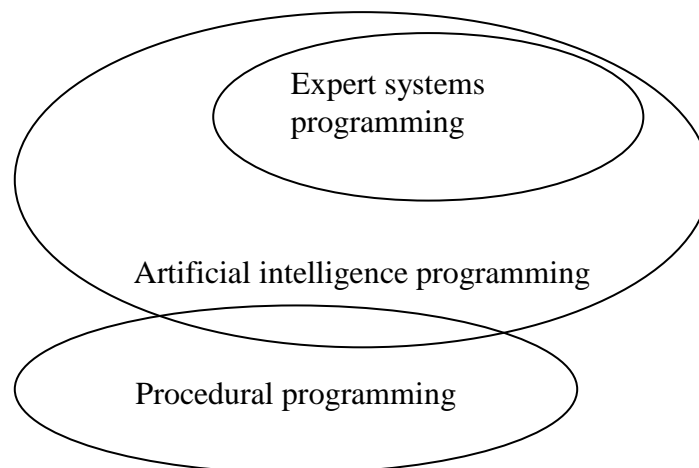 Expert systems
programming
Artificial intelligence programming
Procedural programming